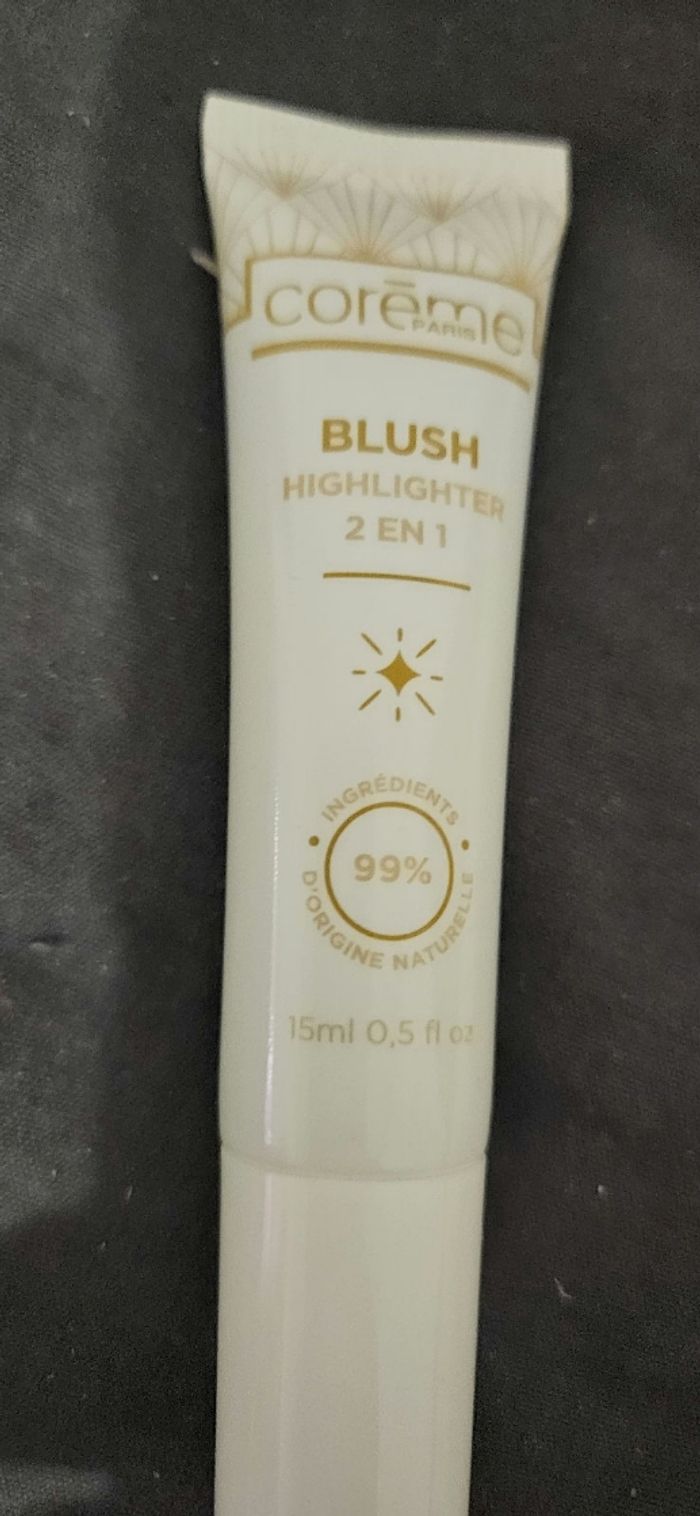 corēme
PARIS
BLUSH
HIGHLIGHTER
2 EN 1
INGRÉDIENTS
99%
D'ORIGINE NATURELLE
15ml 0,5 fl oz